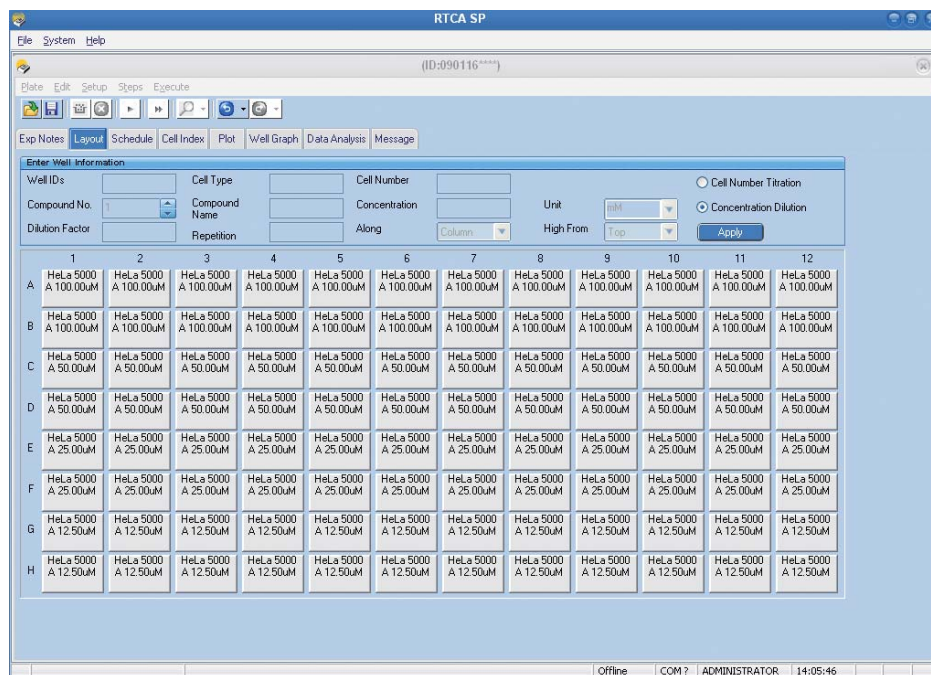 RTCA SP
File System Help
(ID:090116****)
Plate Edit Setup Steps Execute
Exp Notes Layout Schedule Cell Index Plot Well Graph Data Analysis Message
Enter Well Information
Well IDs Cell Type Cell Number Cell Number Titration
Compound No. 1 Compound Name Concentration Unit mM Concentration Dilution
Dilution Factor Repetition Along Column High From Top Apply
1 2 3 4 5 6 7 8 9 10 11 12
HeLa 5000 HeLa 5000 HeLa 5000 HeLa 5000 HeLa 5000 HeLa 5000 HeLa 5000 HeLa 5000 HeLa 5000 HeLa 5000 HeLa 5000 HeLa 5000
A A 100.00uM A 100.00uM A 100.00uM A 100.00uM A 100.00uM A 100.00uM A 100.00uM A 100.00uM A 100.00uM A 100.00uM A 100.00uM A 100.00uM
HeLa 5000 HeLa 5000 HeLa 5000 HeLa 5000 HeLa 5000 HeLa 5000 HeLa 5000 HeLa 5000 HeLa 5000 HeLa 5000 HeLa 5000 HeLa 5000
B A 100.00uM A 100.00uM A 100.00uM A 100.00uM A 100.00uM A 100.00uM A 100.00uM A 100.00uM A 100.00uM A 100.00uM A 100.00uM A 100.00uM
HeLa 5000 HeLa 5000 HeLa 5000 HeLa 5000 HeLa 5000 HeLa 5000 HeLa 5000 HeLa 5000 HeLa 5000 HeLa 5000 HeLa 5000 HeLa 5000
C A 50.00uM A 50.00uM A 50.00uM A 50.00uM A 50.00uM A 50.00uM A 50.00uM A 50.00uM A 50.00uM A 50.00uM A 50.00uM A 50.00uM
HeLa 5000 HeLa 5000 HeLa 5000 HeLa 5000 HeLa 5000 HeLa 5000 HeLa 5000 HeLa 5000 HeLa 5000 HeLa 5000 HeLa 5000 HeLa 5000
D A 50.00uM A 50.00uM A 50.00uM A 50.00uM A 50.00uM A 50.00uM A 50.00uM A 50.00uM A 50.00uM A 50.00uM A 50.00uM A 50.00uM
HeLa 5000 HeLa 5000 HeLa 5000 HeLa 5000 HeLa 5000 HeLa 5000 HeLa 5000 HeLa 5000 HeLa 5000 HeLa 5000 HeLa 5000 HeLa 5000
E A 25.00uM A 25.00uM A 25.00uM A 25.00uM A 25.00uM A 25.00uM A 25.00uM A 25.00uM A 25.00uM A 25.00uM A 25.00uM A 25.00uM
HeLa 5000 HeLa 5000 HeLa 5000 HeLa 5000 HeLa 5000 HeLa 5000 HeLa 5000 HeLa 5000 HeLa 5000 HeLa 5000 HeLa 5000 HeLa 5000
F A 25.00uM A 25.00uM A 25.00uM A 25.00uM A 25.00uM A 25.00uM A 25.00uM A 25.00uM A 25.00uM A 25.00uM A 25.00uM A 25.00uM
HeLa 5000 HeLa 5000 HeLa 5000 HeLa 5000 HeLa 5000 HeLa 5000 HeLa 5000 HeLa 5000 HeLa 5000 HeLa 5000 HeLa 5000 HeLa 5000
G A 12.50uM A 12.50uM A 12.50uM A 12.50uM A 12.50uM A 12.50uM A 12.50uM A 12.50uM A 12.50uM A 12.50uM A 12.50uM A 12.50uM
HeLa 5000 HeLa 5000 HeLa 5000 HeLa 5000 HeLa 5000 HeLa 5000 HeLa 5000 HeLa 5000 HeLa 5000 HeLa 5000 HeLa 5000 HeLa 5000
H A 12.50uM A 12.50uM A 12.50uM A 12.50uM A 12.50uM A 12.50uM A 12.50uM A 12.50uM A 12.50uM A 12.50uM A 12.50uM A 12.50uM
Offline COM ? ADMINISTRATOR 14:05:46